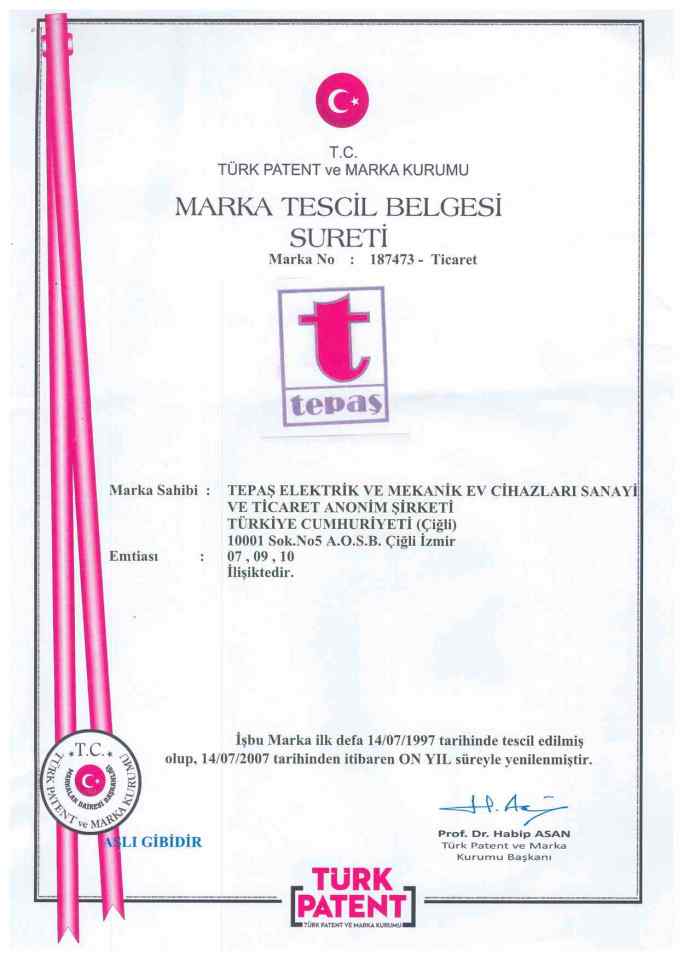 T.C.
TÜRK PATENT ve MARKA KURUMU
MARKA TESCİL BELGESİ
SURETİ
Marka No : 187473 - Ticaret
t
tepaş
Marka Sahibi : TEPAŞ ELEKTRİK VE MEKANİK EV CİHAZLARI SANAYİ
VE TİCARET ANONİM ŞİRKETİ
TÜRKİYE CUMHURİYETİ (Çiğli)
10001 Sok.No5 A.O.S.B. Çiğli İzmir
Emtiası : 07 , 09 , 10
İlişiktedir.
İşbu Marka ilk defa 14/07/1997 tarihinde tescil edilmiş
olup, 14/07/2007 tarihinden itibaren ON YIL süreyle yenilenmiştir.
T.C.
TÜRK PATENT ve MARKA KURUMU
MARKALAR DAİRESİ BAŞKANLIĞI
ASLI GİBİDİR
H. A
Prof. Dr. Habip ASAN
Türk Patent ve Marka
Kurumu Başkanı
TÜRK
PATENT
TÜRK PATENT VE MARKA KURUMU